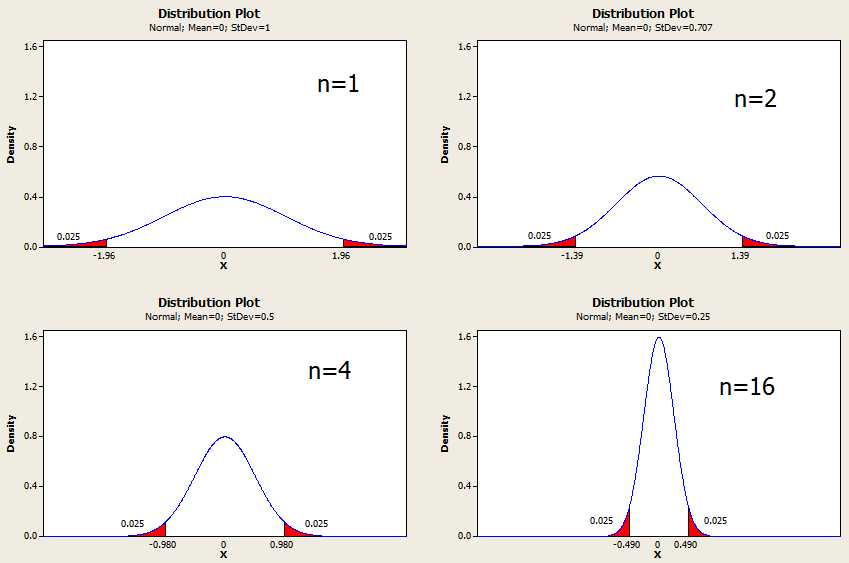 Distribution Plot
Normal; Mean=0; StDev=1
1.6
1.2
0.8
0.4
0.0
Density
n=1
0.025
0.025
-1.96
0
1.96
X
Distribution Plot
Normal; Mean=0; StDev=0.707
1.6
1.2
0.8
0.4
0.0
Density
n=2
0.025
0.025
-1.39
0
1.39
X
Distribution Plot
Normal; Mean=0; StDev=0.5
1.6
1.2
0.8
0.4
0.0
Density
n=4
0.025
0.025
-0.980
0
0.980
X
Distribution Plot
Normal; Mean=0; StDev=0.25
1.6
1.2
0.8
0.4
0.0
Density
n=16
0.025
0.025
-0.490
0
0.490
X